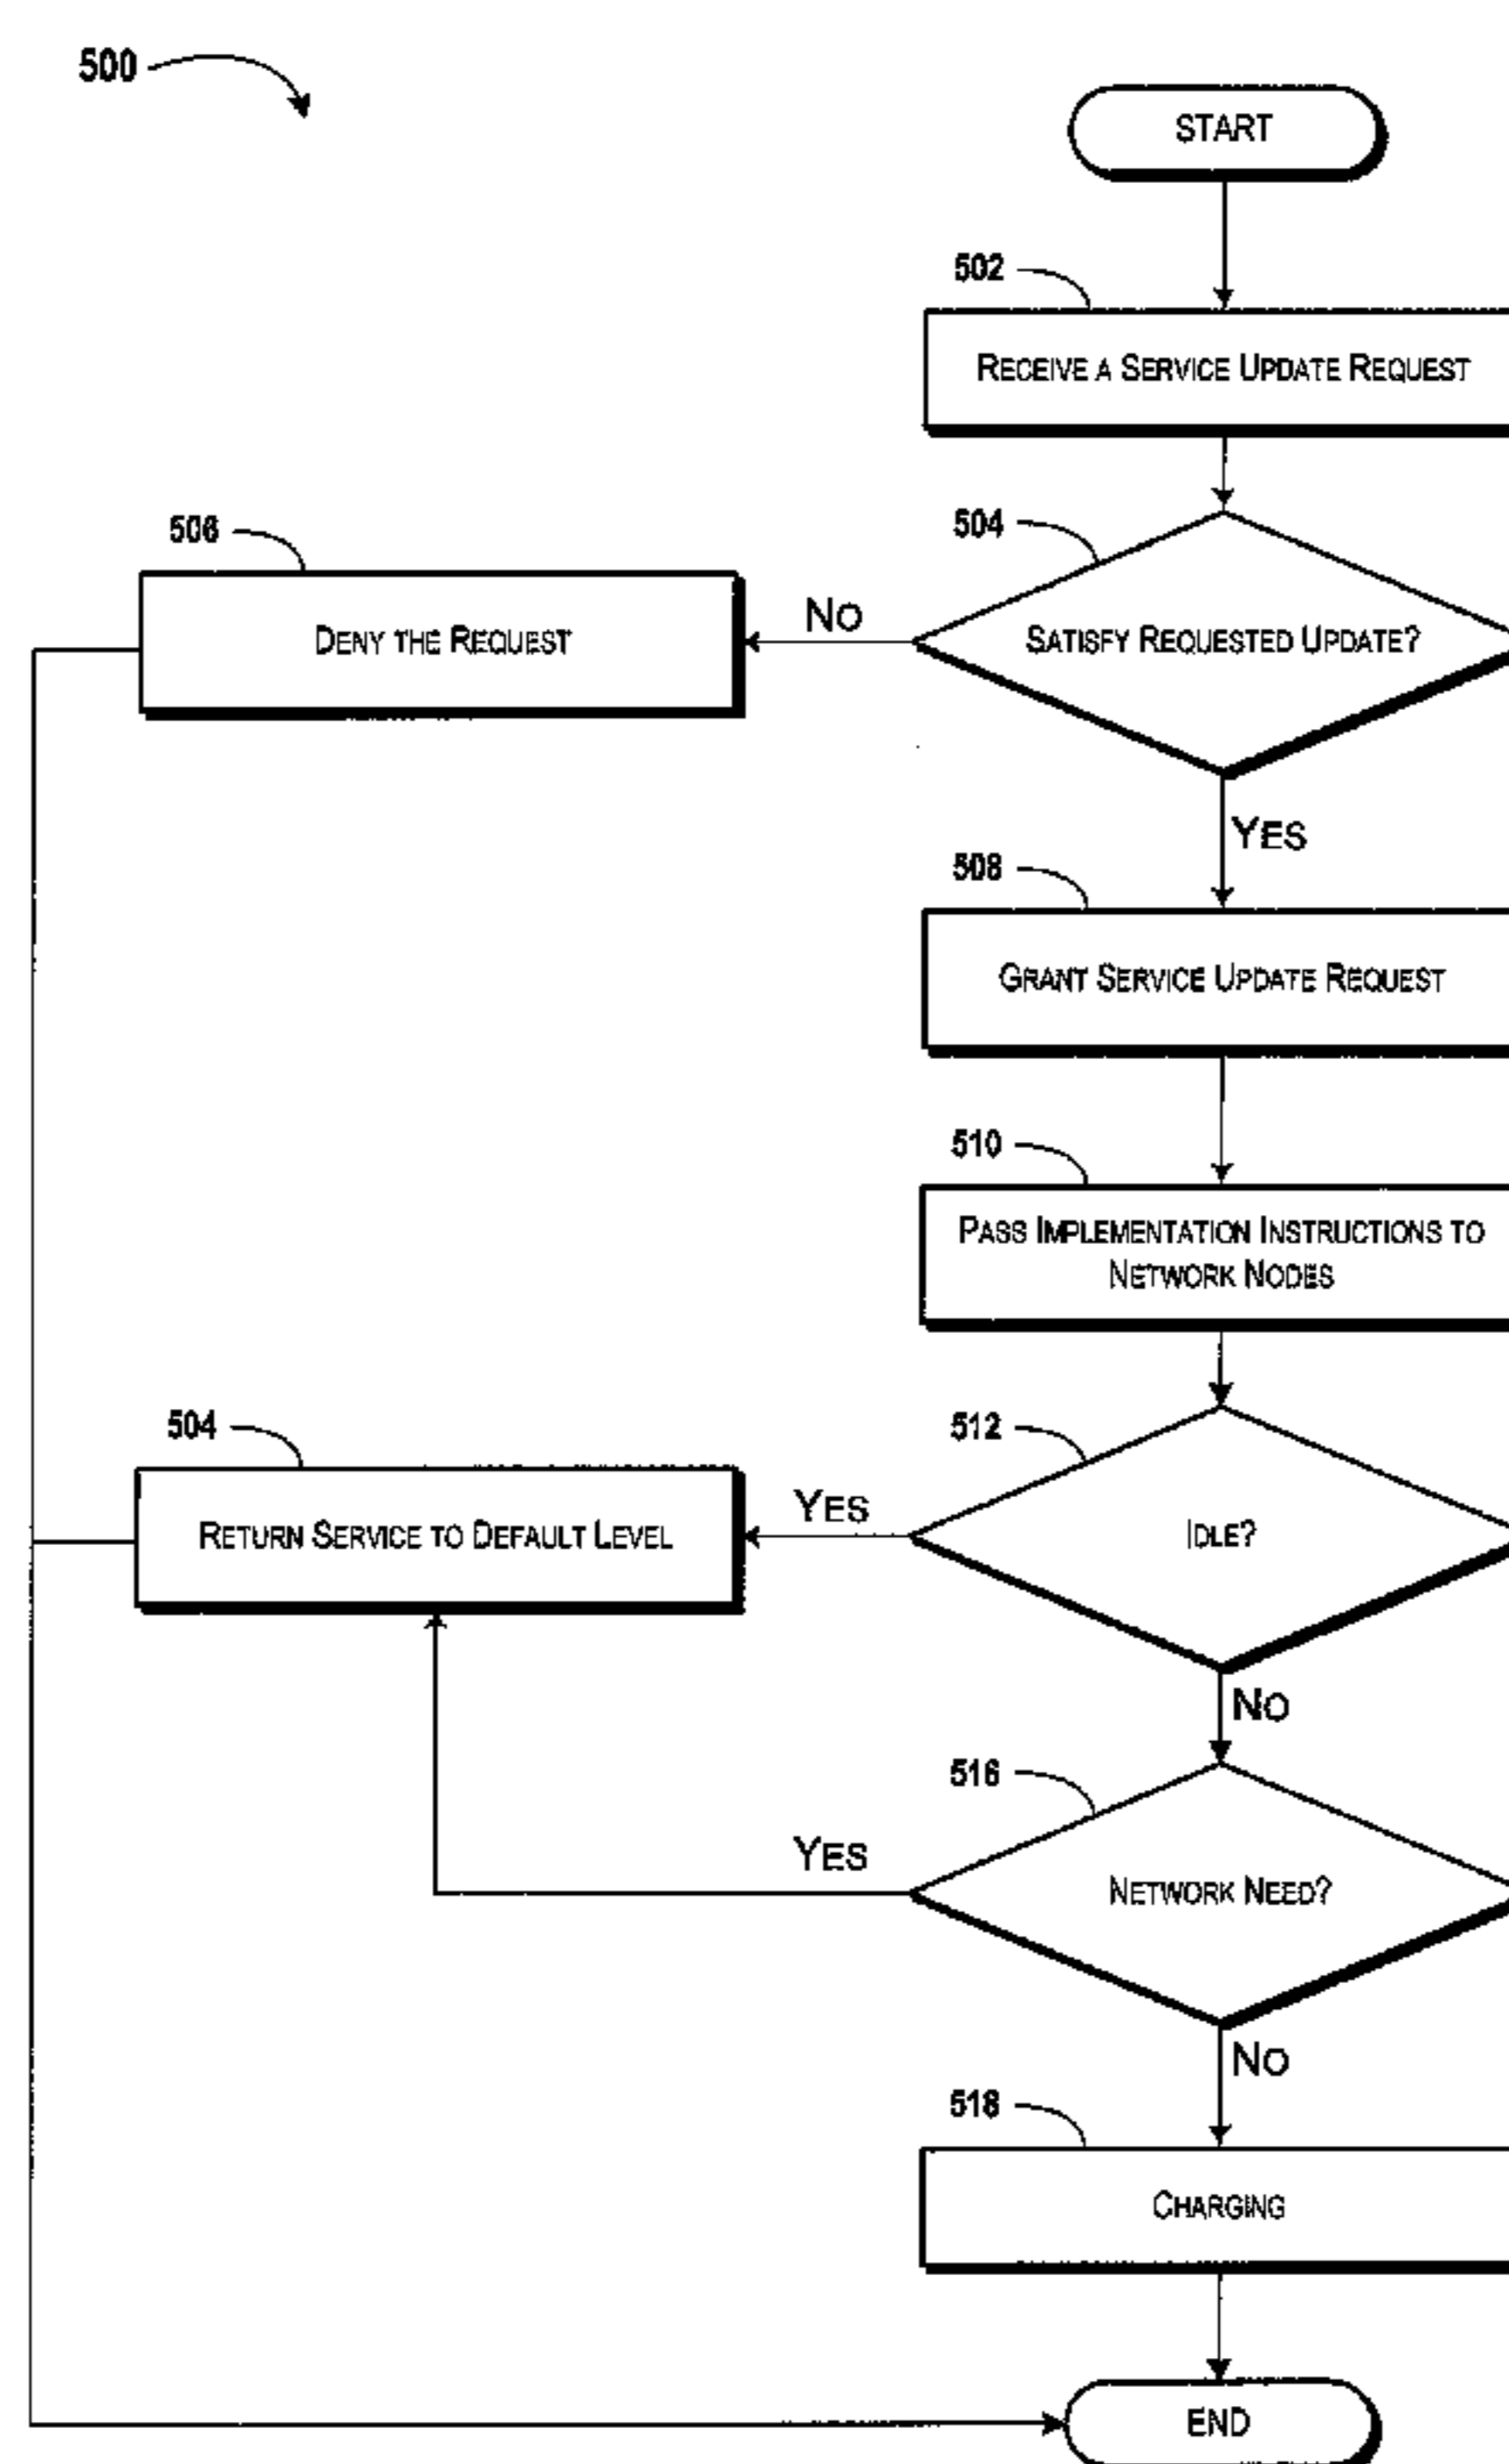 500
START
502
RECEIVE A SERVICE UPDATE REQUEST
504
SATISFY REQUESTED UPDATE?
NO
506
DENY THE REQUEST
YES
508
GRANT SERVICE UPDATE REQUEST
510
PASS IMPLEMENTATION INSTRUCTIONS TO
NETWORK NODES
512
IDLE?
YES
504
RETURN SERVICE TO DEFAULT LEVEL
NO
516
NETWORK NEED?
YES
NO
518
CHARGING
END